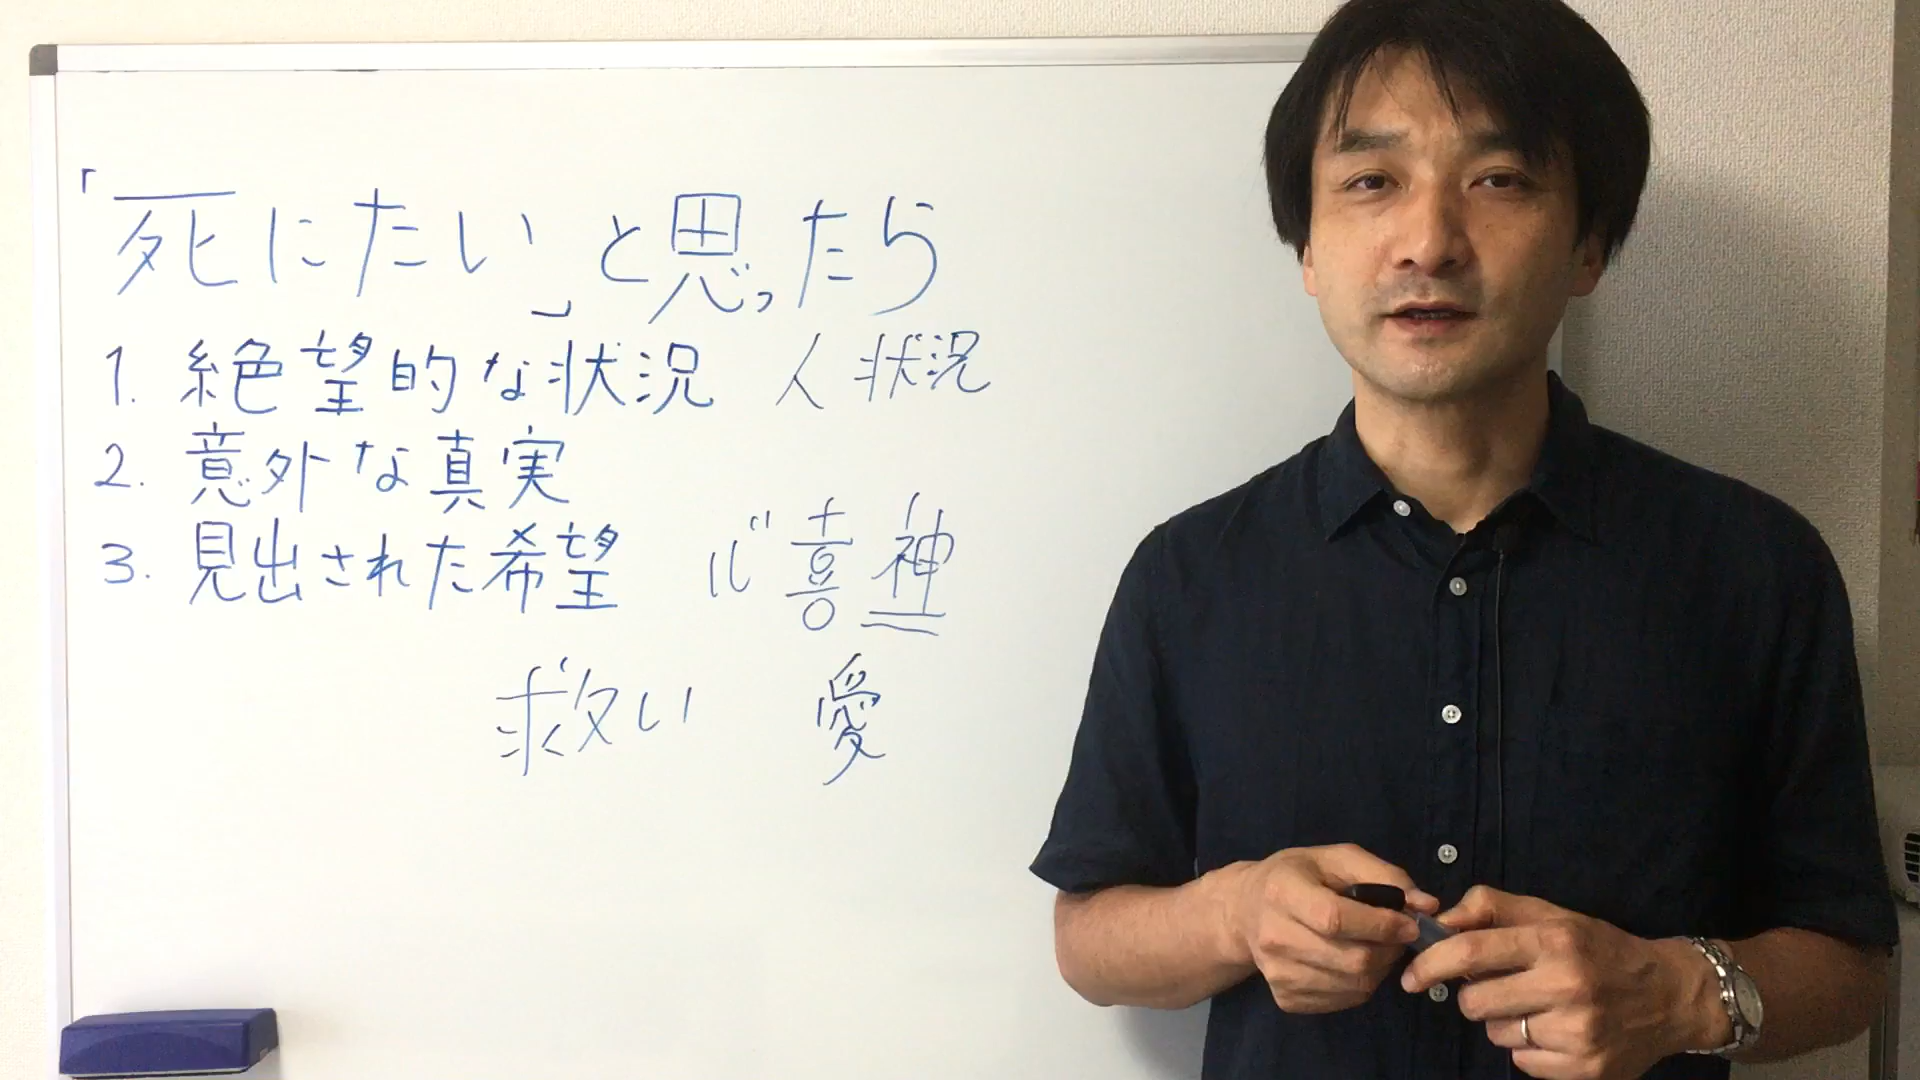 「死にたい」と思ったら
1. 絶望的な状況 人 状況
2. 意外な真実
3. 見出された希望 心 喜 神
救い 愛